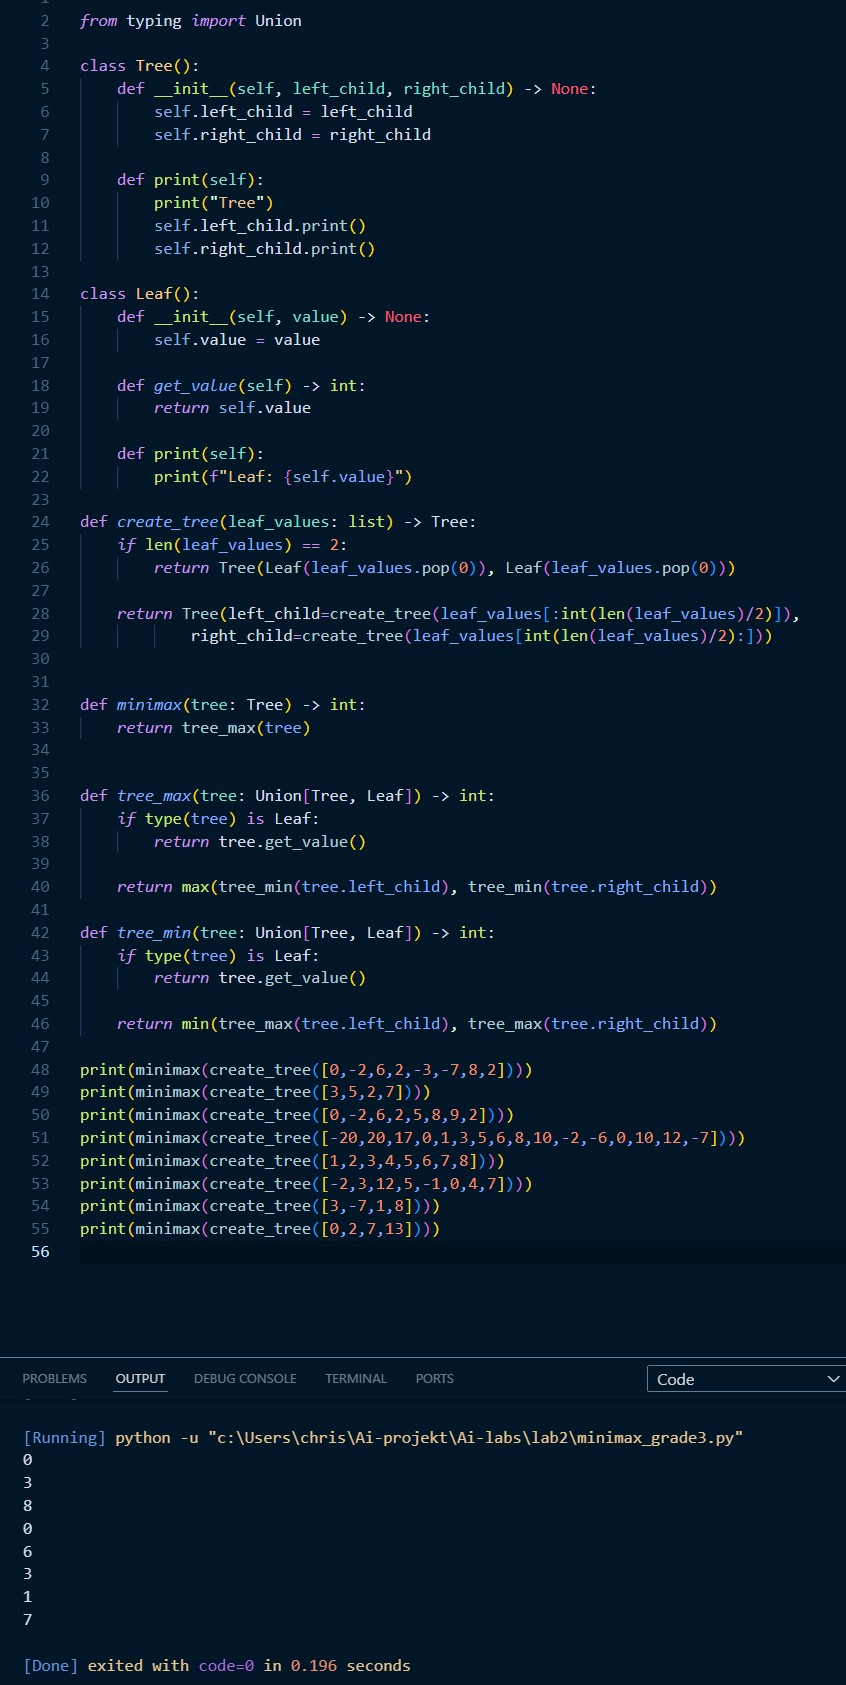 2 from typing import Union
3
4 class Tree():
5     def __init__(self, left_child, right_child) -> None:
6         self.left_child = left_child
7         self.right_child = right_child
8
9     def print(self):
10         print("Tree")
11         self.left_child.print()
12         self.right_child.print()
13
14 class Leaf():
15     def __init__(self, value) -> None:
16         self.value = value
17
18     def get_value(self) -> int:
19         return self.value
20
21     def print(self):
22         print(f"Leaf: {self.value}")
23
24 def create_tree(leaf_values: list) -> Tree:
25     if len(leaf_values) == 2:
26         return Tree(Leaf(leaf_values.pop(0)), Leaf(leaf_values.pop(0)))
27
28     return Tree(left_child=create_tree(leaf_values[:int(len(leaf_values)/2)]),
29             right_child=create_tree(leaf_values[int(len(leaf_values)/2):]))
30
31
32 def minimax(tree: Tree) -> int:
33     return tree_max(tree)
34
35
36 def tree_max(tree: Union[Tree, Leaf]) -> int:
37     if type(tree) is Leaf:
38         return tree.get_value()
39
40     return max(tree_min(tree.left_child), tree_min(tree.right_child))
41
42 def tree_min(tree: Union[Tree, Leaf]) -> int:
43     if type(tree) is Leaf:
44         return tree.get_value()
45
46     return min(tree_max(tree.left_child), tree_max(tree.right_child))
47
48 print(minimax(create_tree([0,-2,6,2,-3,-7,8,2])))
49 print(minimax(create_tree([3,5,2,7])))
50 print(minimax(create_tree([0,-2,6,2,5,8,9,2])))
51 print(minimax(create_tree([-20,20,17,0,1,3,5,6,8,10,-2,-6,0,10,12,-7])))
52 print(minimax(create_tree([1,2,3,4,5,6,7,8])))
53 print(minimax(create_tree([-2,3,12,5,-1,0,4,7])))
54 print(minimax(create_tree([3,-7,1,8])))
55 print(minimax(create_tree([0,2,7,13])))
56
PROBLEMS OUTPUT DEBUG CONSOLE TERMINAL PORTS Code
[Running] python -u "c:\Users\chris\Ai-projekt\Ai-labs\lab2\minimax_grade3.py"
0
3
8
0
6
3
1
7
[Done] exited with code=0 in 0.196 seconds